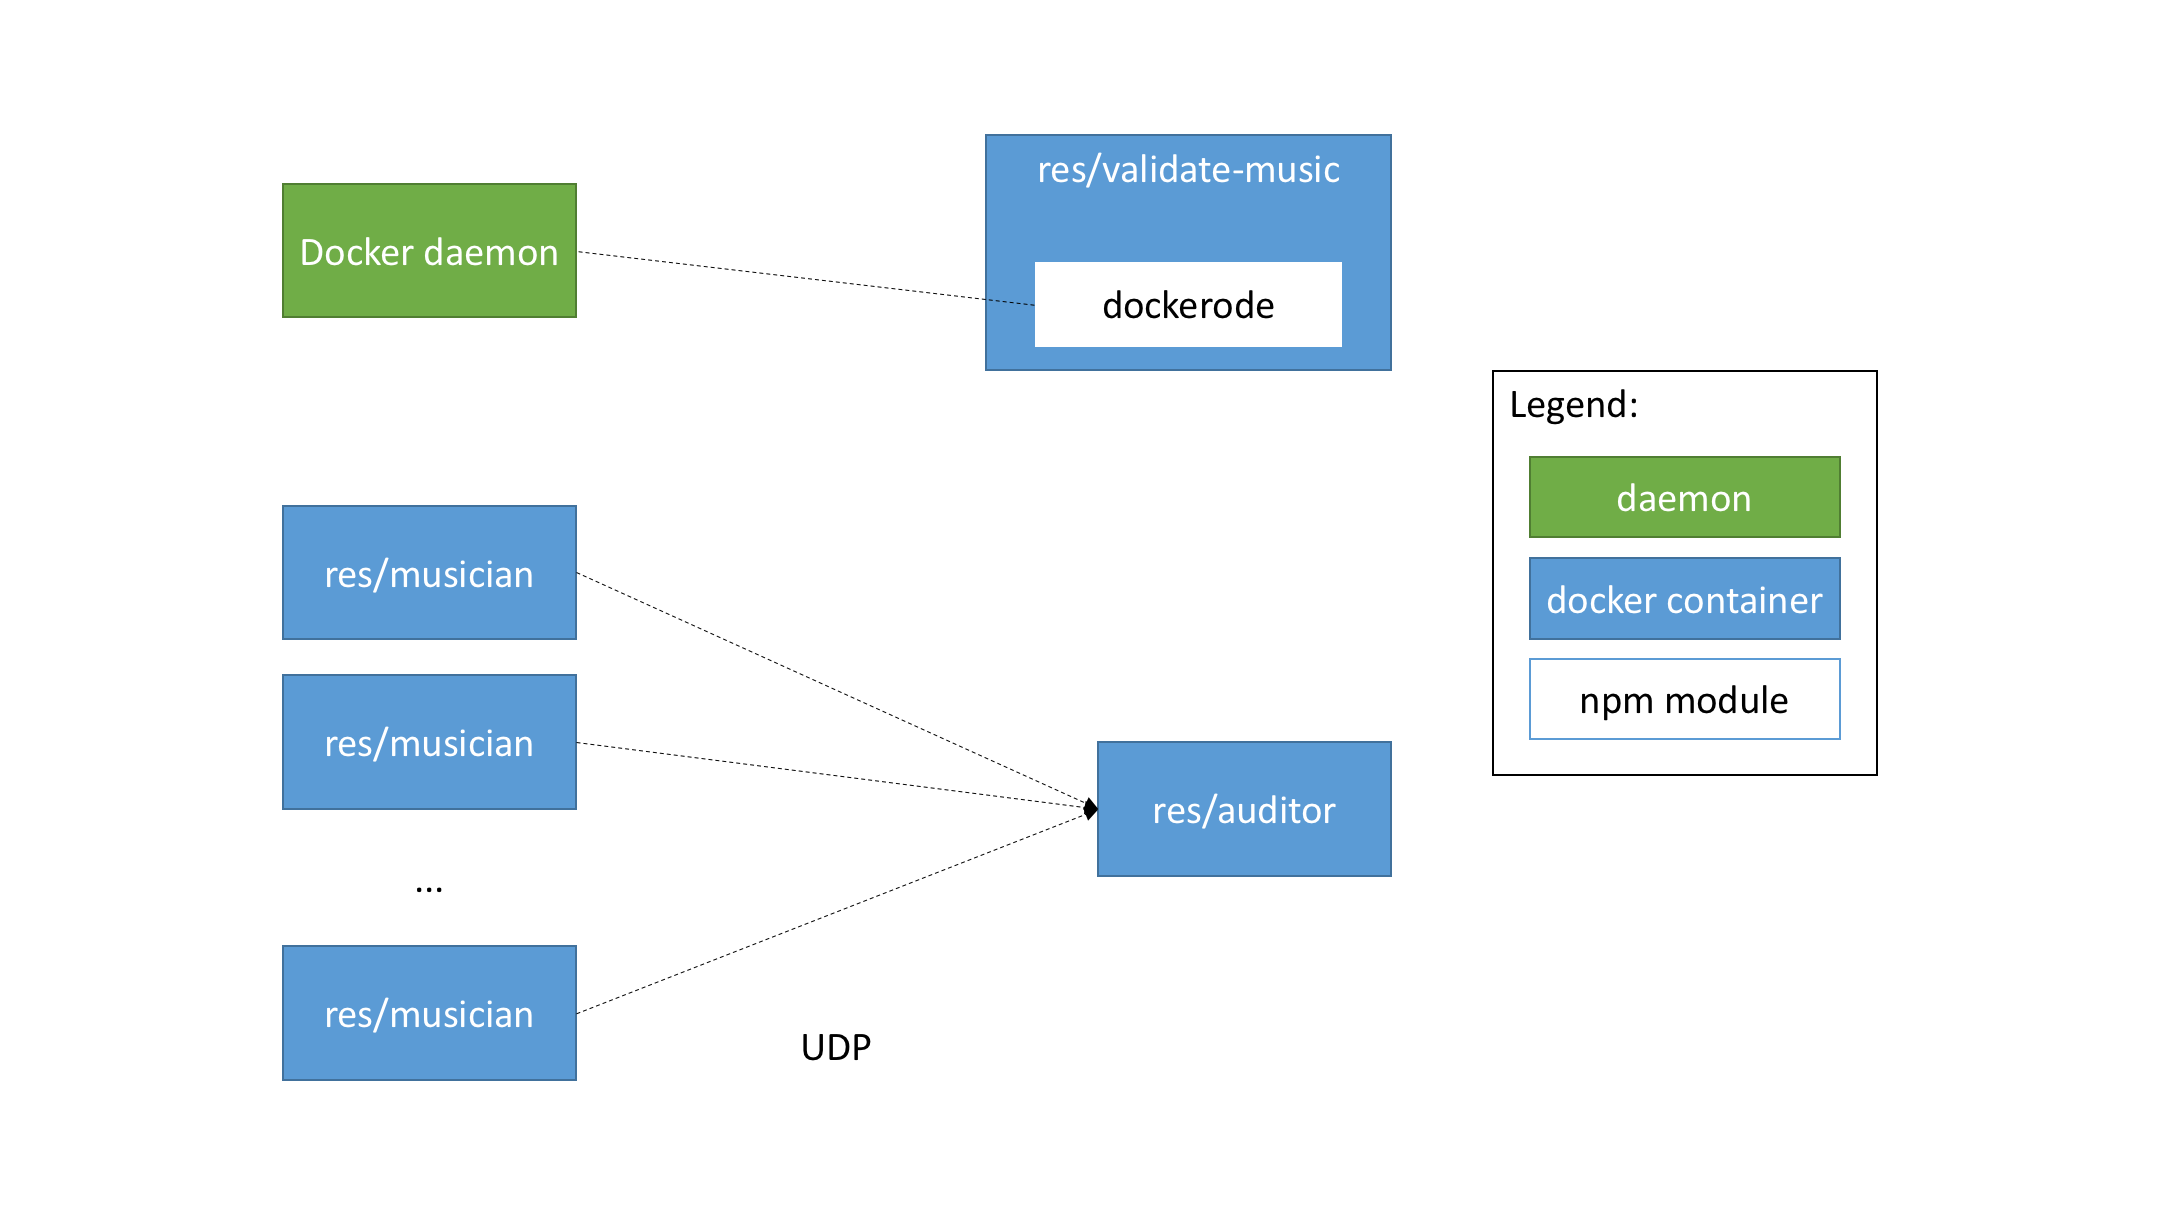 res/validate-music
Docker daemon
dockerode
Legend:
daemon
docker container
npm module
res/musician
res/musician
...
res/musician
res/auditor
UDP